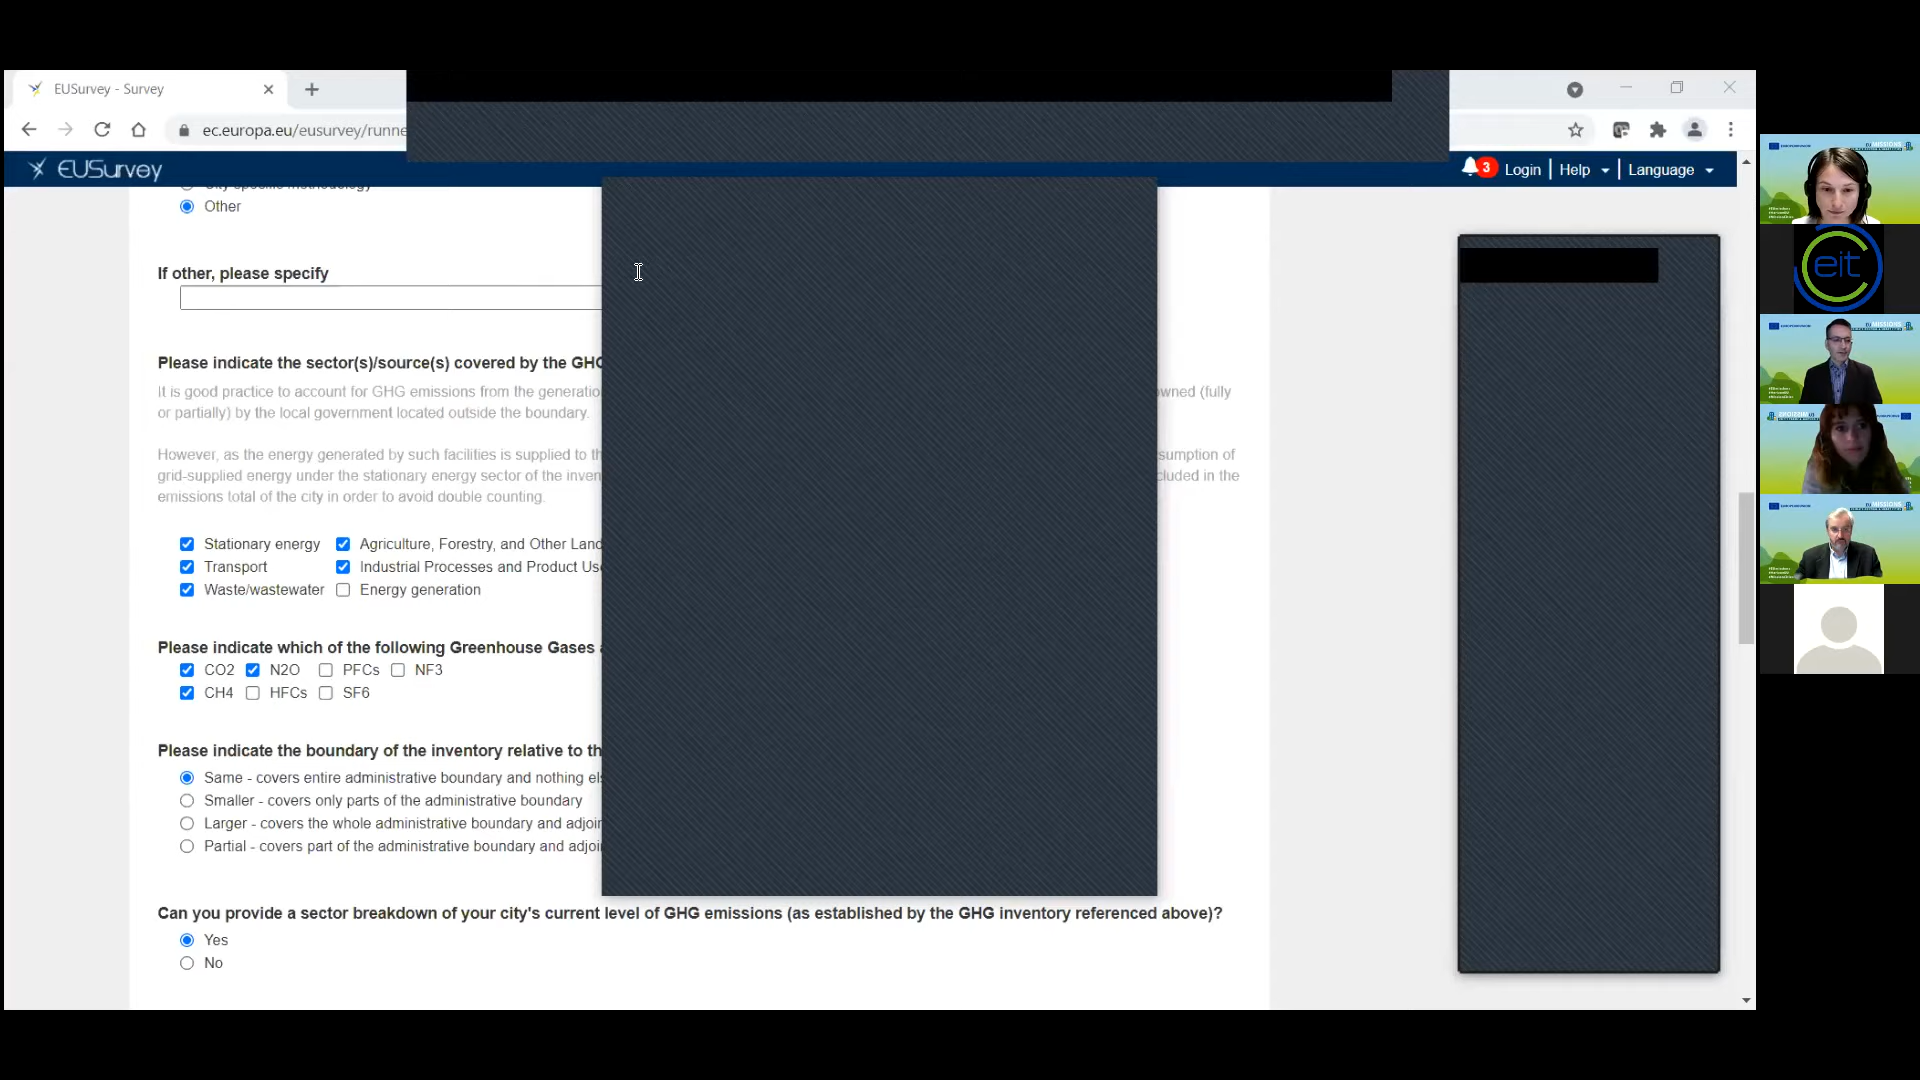 EUSurvey - Survey
ec.europa.eu/eusurvey/runne
EUSurvey
3 Login Help Language
City specific methodology
Other
If other, please specify
Please indicate the sector(s)/source(s) covered by the GHG
It is good practice to account for GHG emissions from the generatio wned (fully
or partially) by the local government located outside the boundary.
However, as the energy generated by such facilities is supplied to th sumption of
grid-supplied energy under the stationary energy sector of the inven cluded in the
emissions total of the city in order to avoid double counting.
Stationary energy Agriculture, Forestry, and Other Land
Transport Industrial Processes and Product Use
Waste/wastewater Energy generation
Please indicate which of the following Greenhouse Gases a
CO2 N2O PFCs NF3
CH4 HFCs SF6
Please indicate the boundary of the inventory relative to th
Same - covers entire administrative boundary and nothing els
Smaller - covers only parts of the administrative boundary
Larger - covers the whole administrative boundary and adjoin
Partial - covers part of the administrative boundary and adjoi
Can you provide a sector breakdown of your city's current level of GHG emissions (as established by the GHG inventory referenced above)?
Yes
No
eit